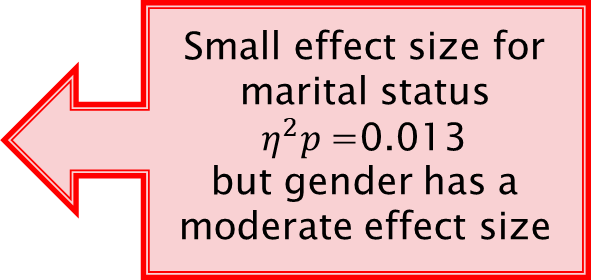 Small effect size for
marital status
𝜂²𝑝 =0.013
but gender has a
moderate effect size